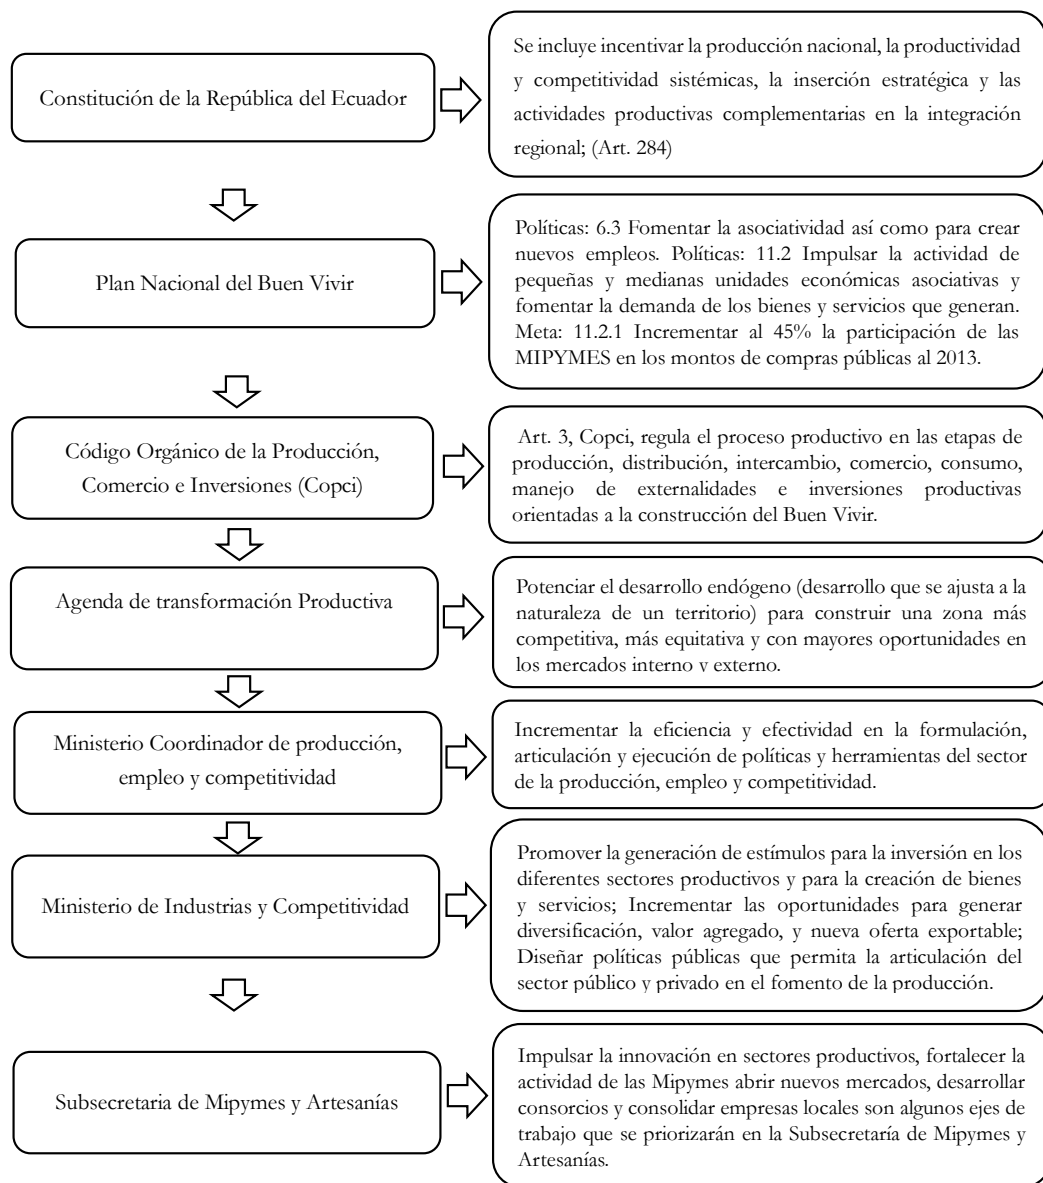 Constitución de la República del Ecuador
Se incluye incentivar la producción nacional, la productividad
y competitividad sistémicas, la inserción estratégica y las
actividades productivas complementarias en la integración
regional; (Art. 284)
Plan Nacional del Buen Vivir
Políticas: 6.3 Fomentar la asociatividad así como para crear
nuevos empleos. Políticas: 11.2 Impulsar la actividad de
pequeñas y medianas unidades económicas asociativas y
fomentar la demanda de los bienes y servicios que generan.
Meta: 11.2.1 Incrementar al 45% la participación de las
MIPYMES en los montos de compras públicas al 2013.
Código Orgánico de la Producción,
Comercio e Inversiones (Copci)
Art. 3, Copci, regula el proceso productivo en las etapas de
producción, distribución, intercambio, comercio, consumo,
manejo de externalidades e inversiones productivas
orientadas a la construcción del Buen Vivir.
Agenda de transformación Productiva
Potenciar el desarrollo endógeno (desarrollo que se ajusta a la
naturaleza de un territorio) para construir una zona más
competitiva, más equitativa y con mayores oportunidades en
los mercados interno y externo.
Ministerio Coordinador de producción,
empleo y competitividad
Incrementar la eficiencia y efectividad en la formulación,
articulación y ejecución de políticas y herramientas del sector
de la producción, empleo y competitividad.
Ministerio de Industrias y Competitividad
Promover la generación de estímulos para la inversión en los
diferentes sectores productivos y para la creación de bienes
y servicios; Incrementar las oportunidades para generar
diversificación, valor agregado, y nueva oferta exportable;
Diseñar políticas públicas que permita la articulación del
sector público y privado en el fomento de la producción.
Subsecretaria de Mipymes y Artesanías
Impulsar la innovación en sectores productivos, fortalecer la
actividad de las Mipymes abrir nuevos mercados, desarrollar
consorcios y consolidar empresas locales son algunos ejes de
trabajo que se priorizarán en la Subsecretaría de Mipymes y
Artesanías.